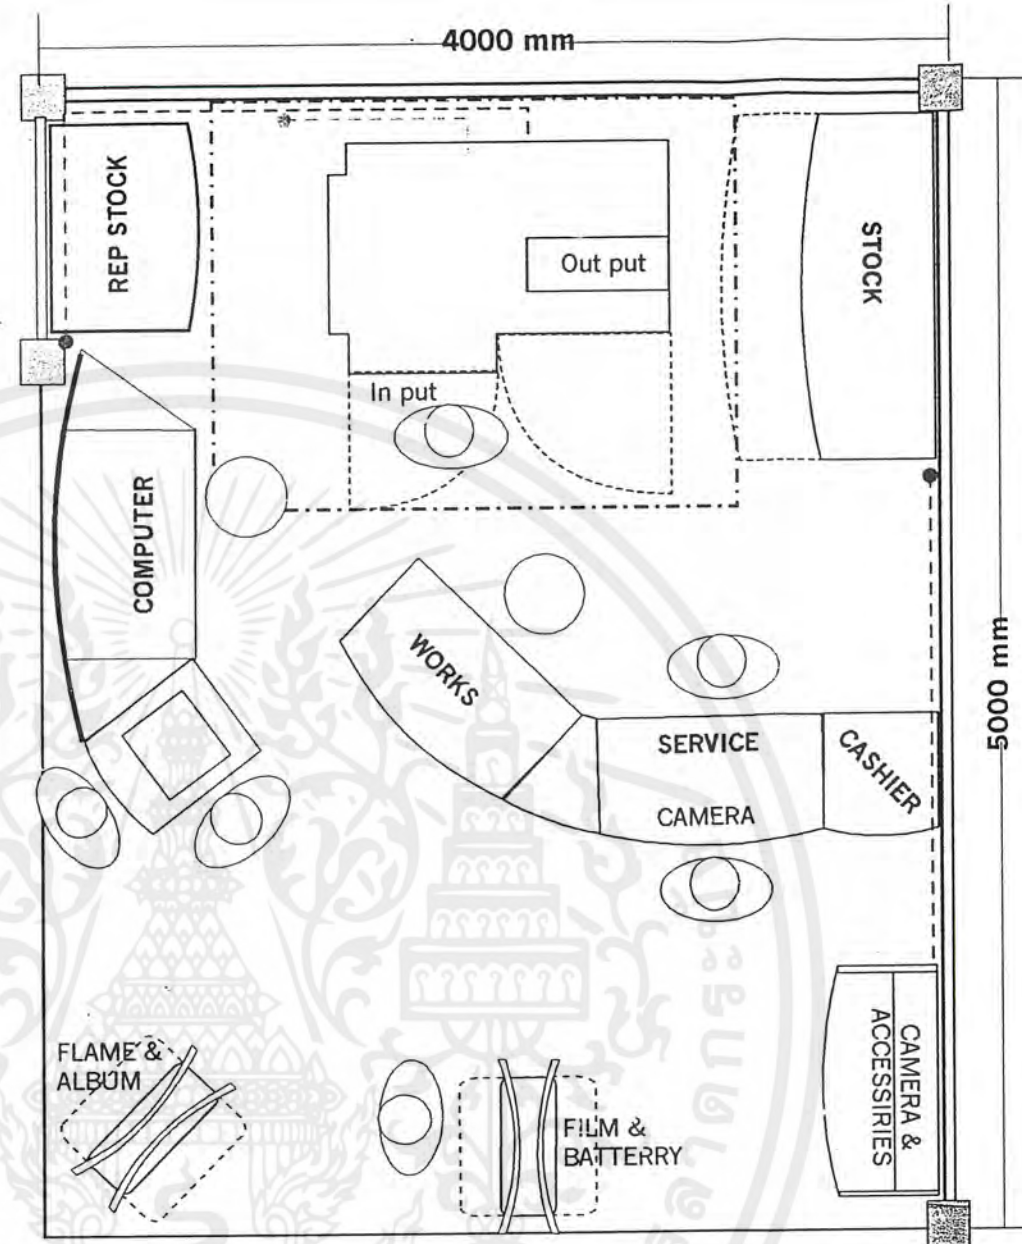 4000 mm
REP STOCK
Out put
STOCK
In put
COMPUTER
WORKS
SERVICE
CASHIER
CAMERA
5000 mm
FLAME &
ALBUM
FILM &
BATTERRY
CAMERA &
ACCESSIRIES